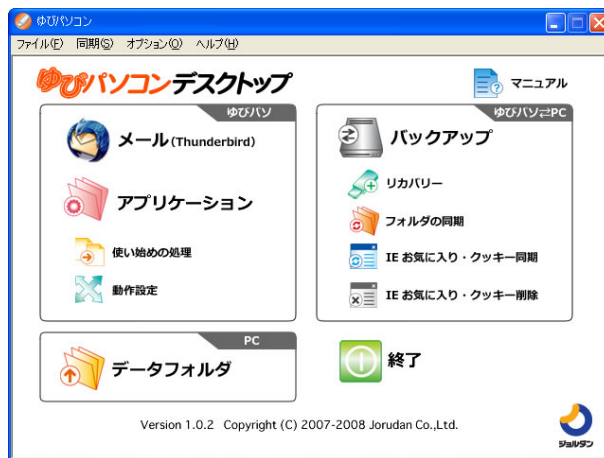 ゆびパソコン
ファイル(F) 同期(S) オプション(O) ヘルプ(H)
ゆびパソコンデスクトップ
マニュアル
ゆびパソ
メール(Thunderbird)
アプリケーション
使い始めの処理
動作設定
ゆびパソ⇄PC
バックアップ
リカバリー
フォルダの同期
IE お気に入り・クッキー同期
IE お気に入り・クッキー削除
PC
データフォルダ
終了
Version 1.0.2 Copyright (C) 2007-2008 Jorudan Co.,Ltd.
ジョルダン